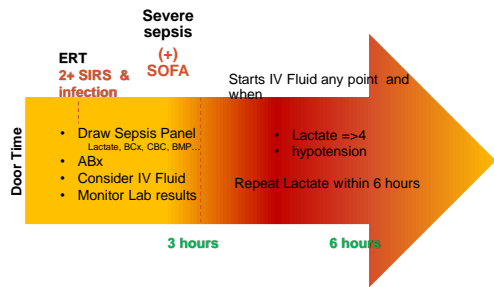 Severe
sepsis
(+)
SOFA
ERT
2+ SIRS & 
infection
Starts IV Fluid any point and
when
Door Time
• Draw Sepsis Panel
Lactate, BCx, CBC, BMP…
• ABx
• Consider IV Fluid
• Monitor Lab results
• Lactate =>4
• hypotension
Repeat Lactate within 6 hours
3 hours
6 hours